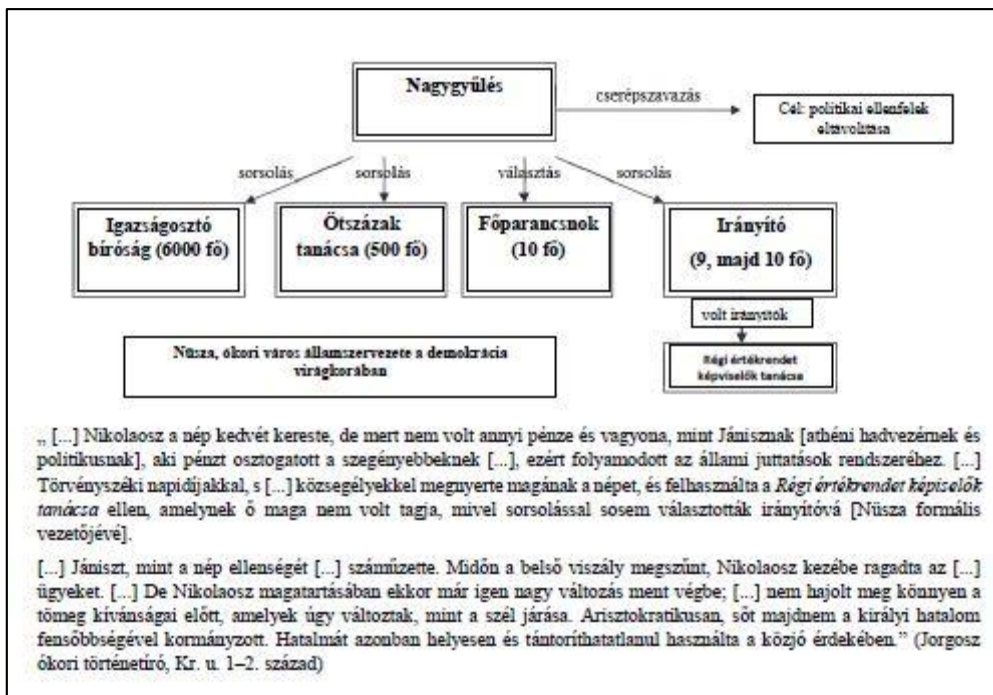 Nagygyűlés
cserépszavazás
Cél: politikai ellenfelek
eltávolítása
sorsolás
sorsolás
választás
sorsolás
Igazságosztó
bíróság (6000 fő)
Ötszázak
tanácsa (500 fő)
Főparancsnok
(10 fő)
Irányító
(9, majd 10 fő)
volt irányítók
Régi értékrendet
képviselők tanácsa
Nüsza, ókori város államszervezete a demokrácia
virágkorában
„ [...] Nikolaosz a nép kedvét kereste, de mert nem volt annyi pénze és vagyona, mint Jánisznak [athéni hadvezérnek és
politikusnak], aki pénzt osztogatott a szegényebbeknek [...], ezért folyamodott az állami juttatások rendszeréhez. [...]
Törvényszéki napidíjakkal, s [...] községélyekkel megnyerte magának a népet, és felhasználta a Régi értékrendet képiselők
tanácsa ellen, amelynek ő maga nem volt tagja, mivel sorsolással sosem választották irányítóvá [Nüsza formális
vezetőjévé].
[...] Jániszt, mint a nép ellenségét [...] száműzette. Midőn a belső viszály megszűnt, Nikolaosz kezébe ragadta az [...]
ügyeket. [...] De Nikolaosz magatartásában ekkor már igen nagy változás ment végbe; [...] nem hajolt meg könnyen a
tömeg kívánságai előtt, amelyek úgy változtak, mint a szél járása. Arisztokratikusan, sőt majdnem a királyi hatalom
fensőbbségével kormányzott. Hatalmát azonban helyesen és tántoríthatatlanul használta a közjó érdekében.” (Jorgosz
ókori történetíró, Kr. u. 1–2. század)